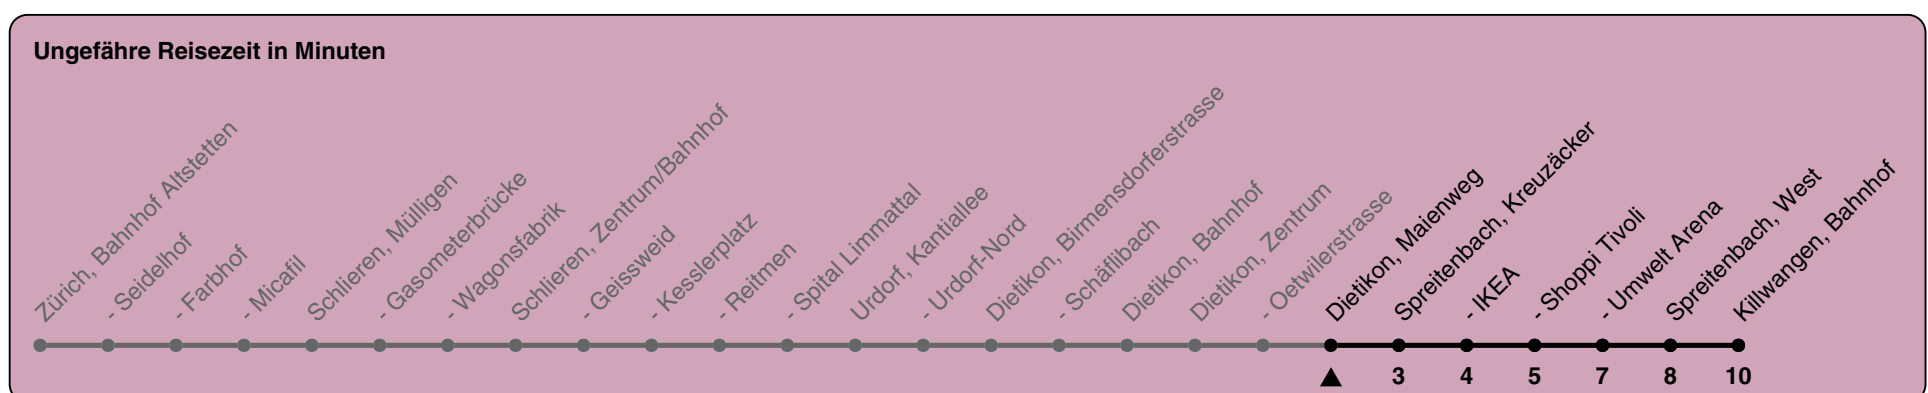 Ungefähre Reisezeit in Minuten
Zürich, Bahnhof Altstetten
- Seidelhof
- Farbhof
- Micafil
Schlieren, Mülligen
- Gasometerbrücke
- Wagonsfabrik
Schlieren, Zentrum/Bahnhof
- Geissweid
- Kesslerplatz
- Reitmen
- Spital Limmattal
Urdorf, Kantiallee
- Urdorf-Nord
Dietikon, Birmensdorferstrasse
- Schäflibach
Dietikon, Bahnhof
Dietikon, Zentrum
- Oetwilerstrasse
Dietikon, Maienweg
Spreitenbach, Kreuzäcker
- IKEA
- Shoppi Tivoli
- Umwelt Arena
Spreitenbach, West
Killwangen, Bahnhof
3 4 5 7 8 10